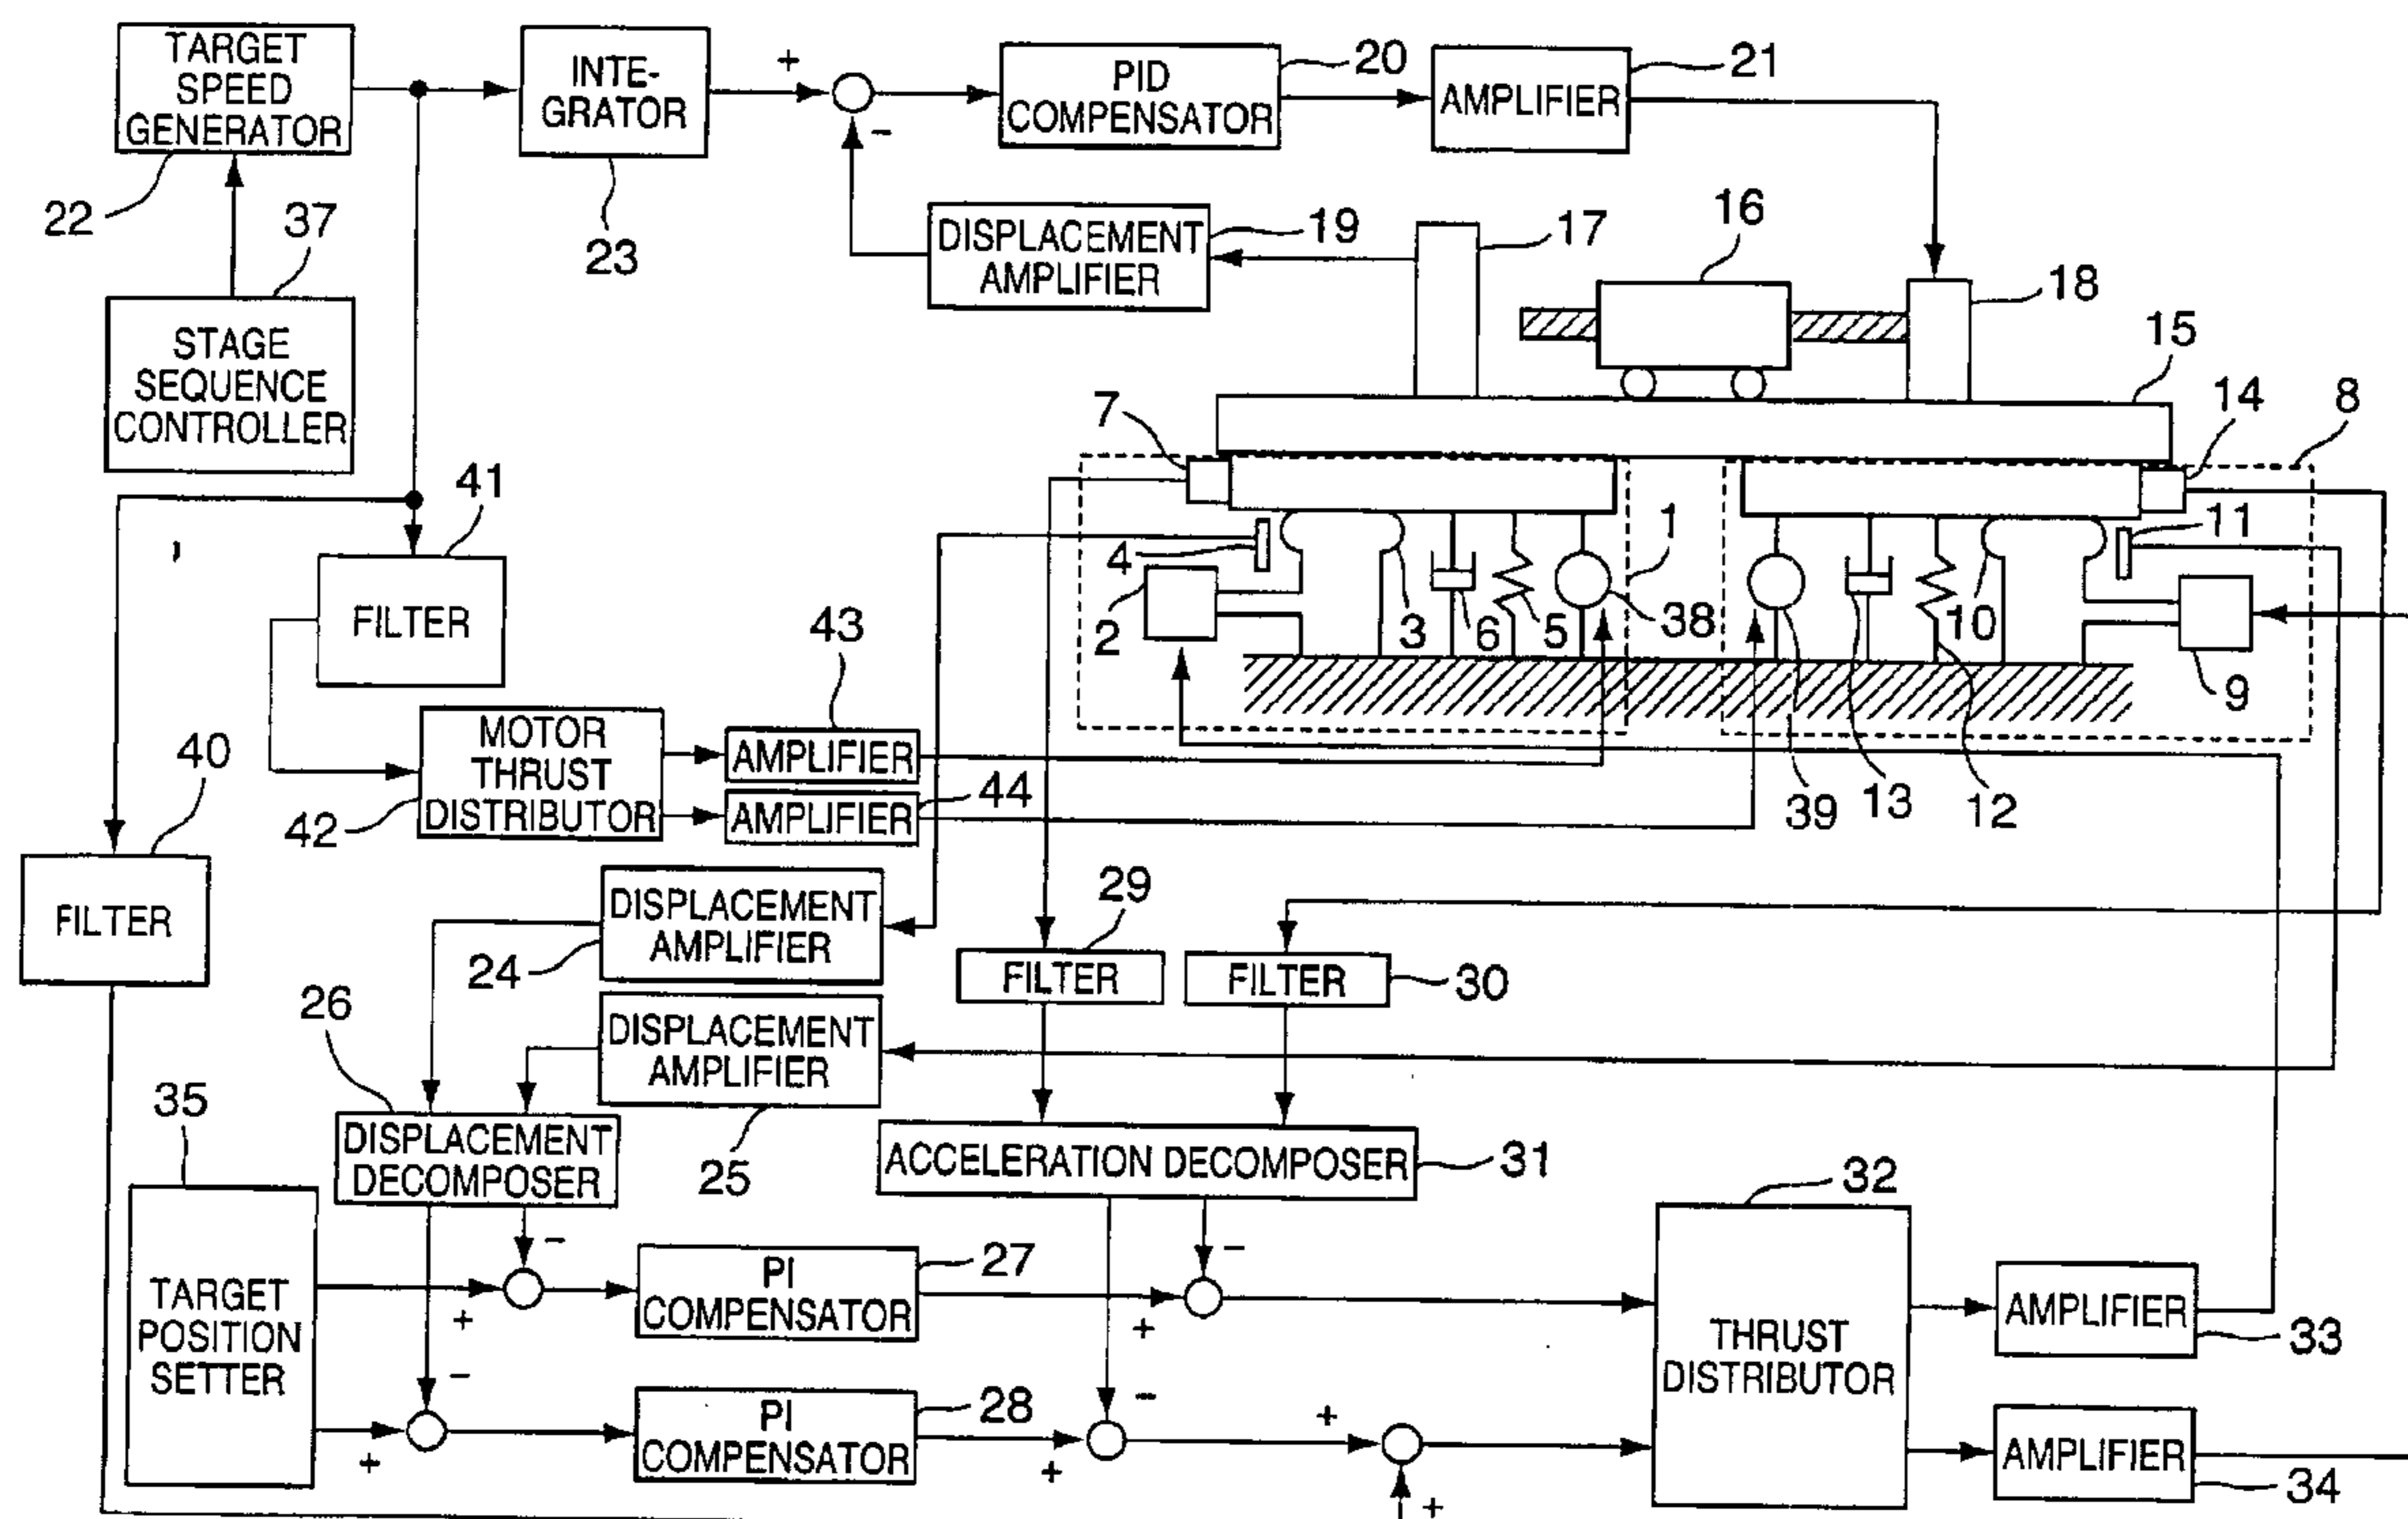 TARGET
SPEED
GENERATOR
22
INTE-
GRATOR
23
+
-
PID
COMPENSATOR
20
AMPLIFIER
21
37
STAGE
SEQUENCE
CONTROLLER
DISPLACEMENT
AMPLIFIER
19
17
16
18
15
7
14
8
41
FILTER
4
2
3
6
5
38
1
10
11
9
39
13
12
43
MOTOR
THRUST
DISTRIBUTOR
42
AMPLIFIER
AMPLIFIER
44
40
FILTER
DISPLACEMENT
AMPLIFIER
24
29
FILTER
FILTER
30
26
DISPLACEMENT
AMPLIFIER
25
35
DISPLACEMENT
DECOMPOSER
ACCELERATION DECOMPOSER
31
32
TARGET
POSITION
SETTER
-
+
PI
COMPENSATOR
27
-
+
THRUST
DISTRIBUTOR
AMPLIFIER
33
-
+
PI
COMPENSATOR
28
-
+
+
+
AMPLIFIER
34